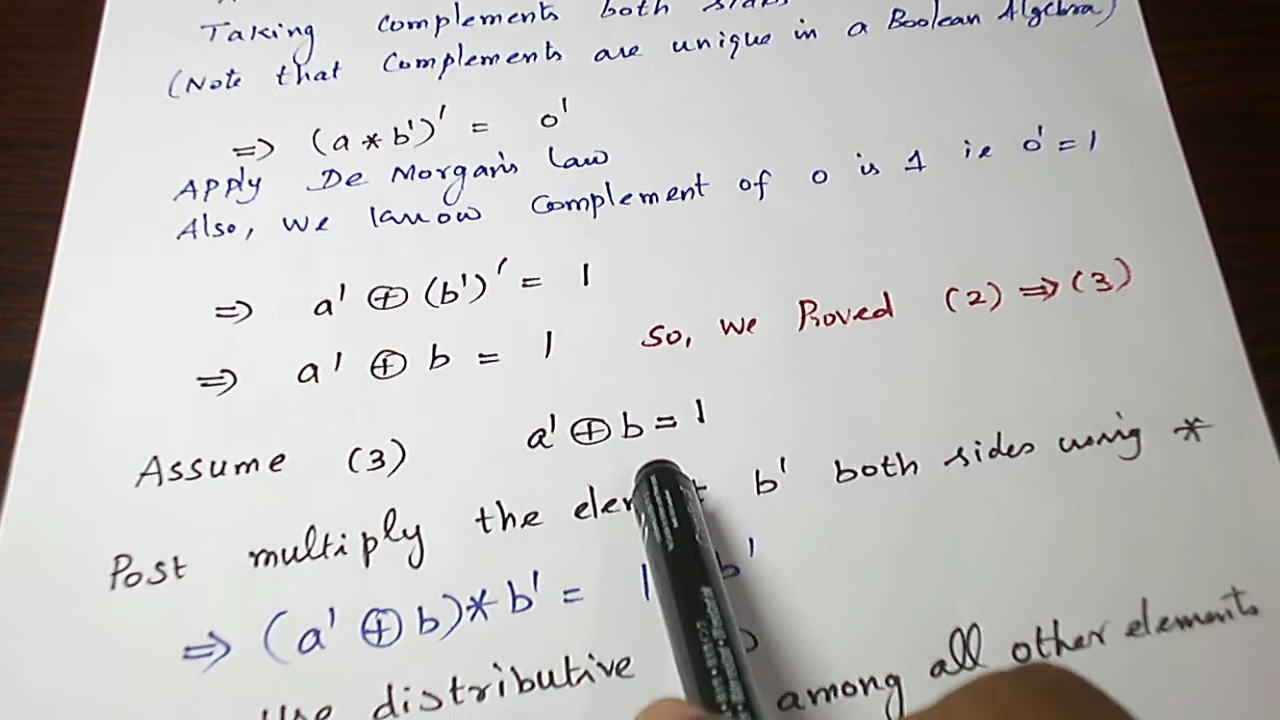 Taking complements both sides
(Note that complements are unique in a Boolean Algebra)
=> (a * b')' = 0'
Apply De Morgan's law
Also, we know complement of 0 is 1 ie 0' = 1
=> a' ⊕ (b')' = 1
=> a' ⊕ b = 1 So, we Proved (2) => (3)
Assume (3) a' ⊕ b = 1
Post multiply the b' both sides using *
=> (a' ⊕ b) * b' = 1 b'
Use distributive among all other elements